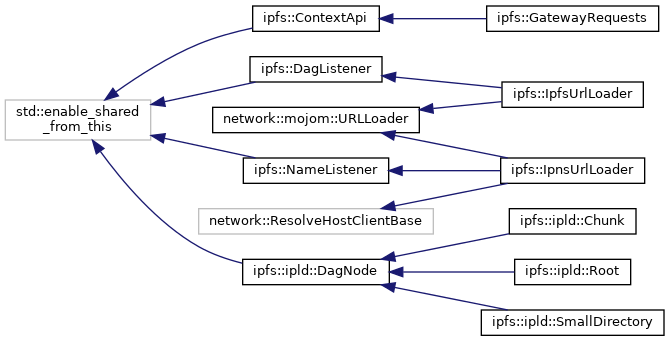 std::enable_shared
_from_this
ipfs::ContextApi
ipfs::GatewayRequests
ipfs::DagListener
ipfs::IpfsUrlLoader
network::mojom::URLLoader
ipfs::NameListener
ipfs::IpnsUrlLoader
network::ResolveHostClientBase
ipfs::ipld::DagNode
ipfs::ipld::Chunk
ipfs::ipld::Root
ipfs::ipld::SmallDirectory